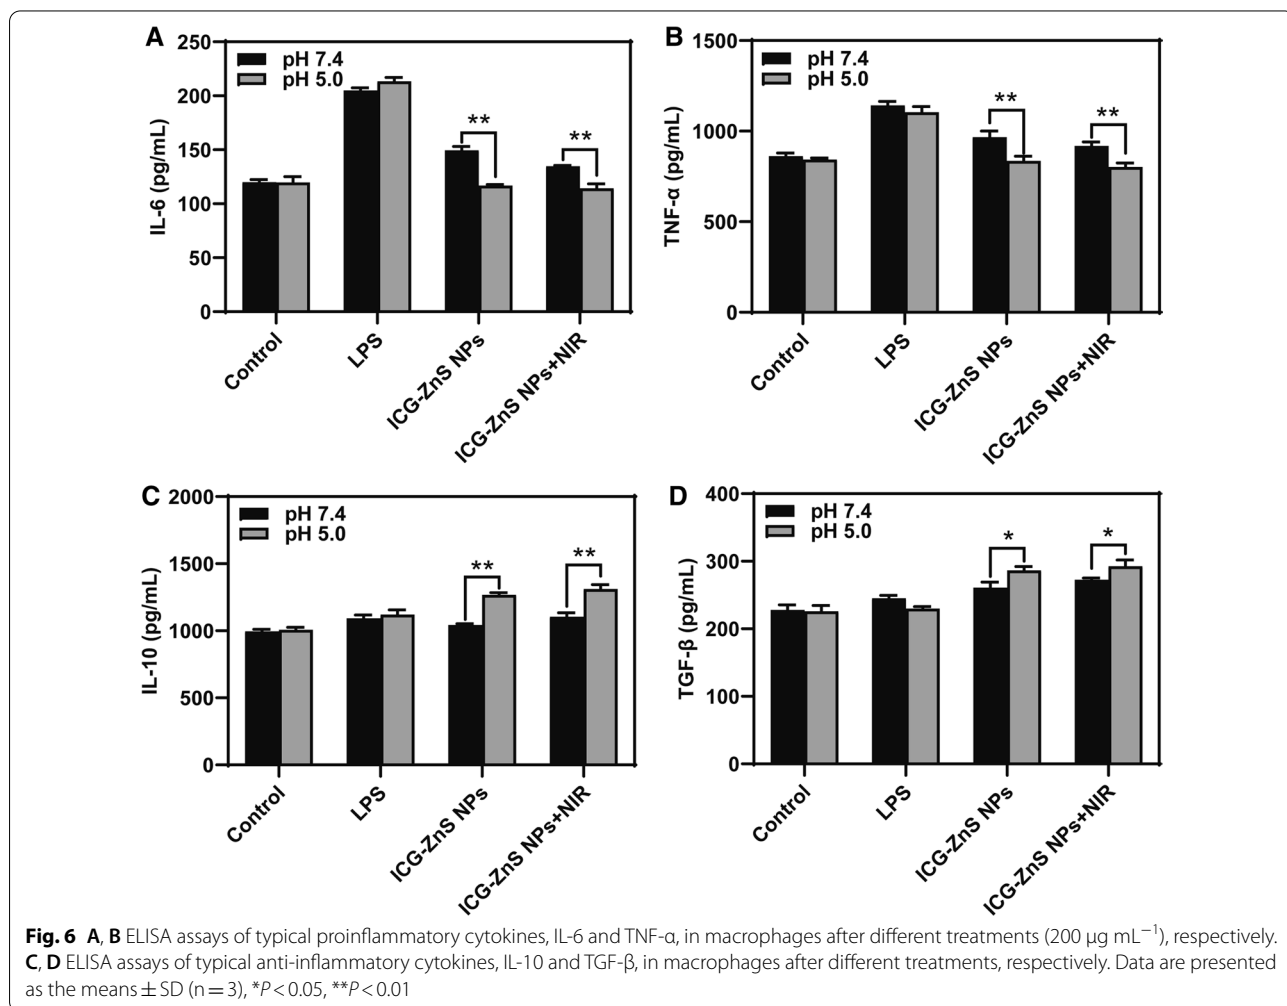 A
250
200
150
100
50
0
IL-6 (pg/mL)
pH 7.4
pH 5.0
**
**
Control
LPS
ICG-ZnS NPs
ICG-ZnS NPs+NIR
B
1500
1000
500
0
TNF-α (pg/mL)
pH 7.4
pH 5.0
**
**
Control
LPS
ICG-ZnS NPs
ICG-ZnS NPs+NIR
C
2000
1500
1000
500
0
IL-10 (pg/mL)
pH 7.4
pH 5.0
**
**
Control
LPS
ICG-ZnS NPs
ICG-ZnS NPs+NIR
D
400
300
200
100
0
TGF-β (pg/mL)
pH 7.4
pH 5.0
*
*
Control
LPS
ICG-ZnS NPs
ICG-ZnS NPs+NIR
Fig. 6 A, B ELISA assays of typical proinflammatory cytokines, IL-6 and TNF-α, in macrophages after different treatments (200 μg mL⁻¹), respectively.
C, D ELISA assays of typical anti-inflammatory cytokines, IL-10 and TGF-β, in macrophages after different treatments, respectively. Data are presented
as the means ± SD (n = 3), *P < 0.05, **P < 0.01